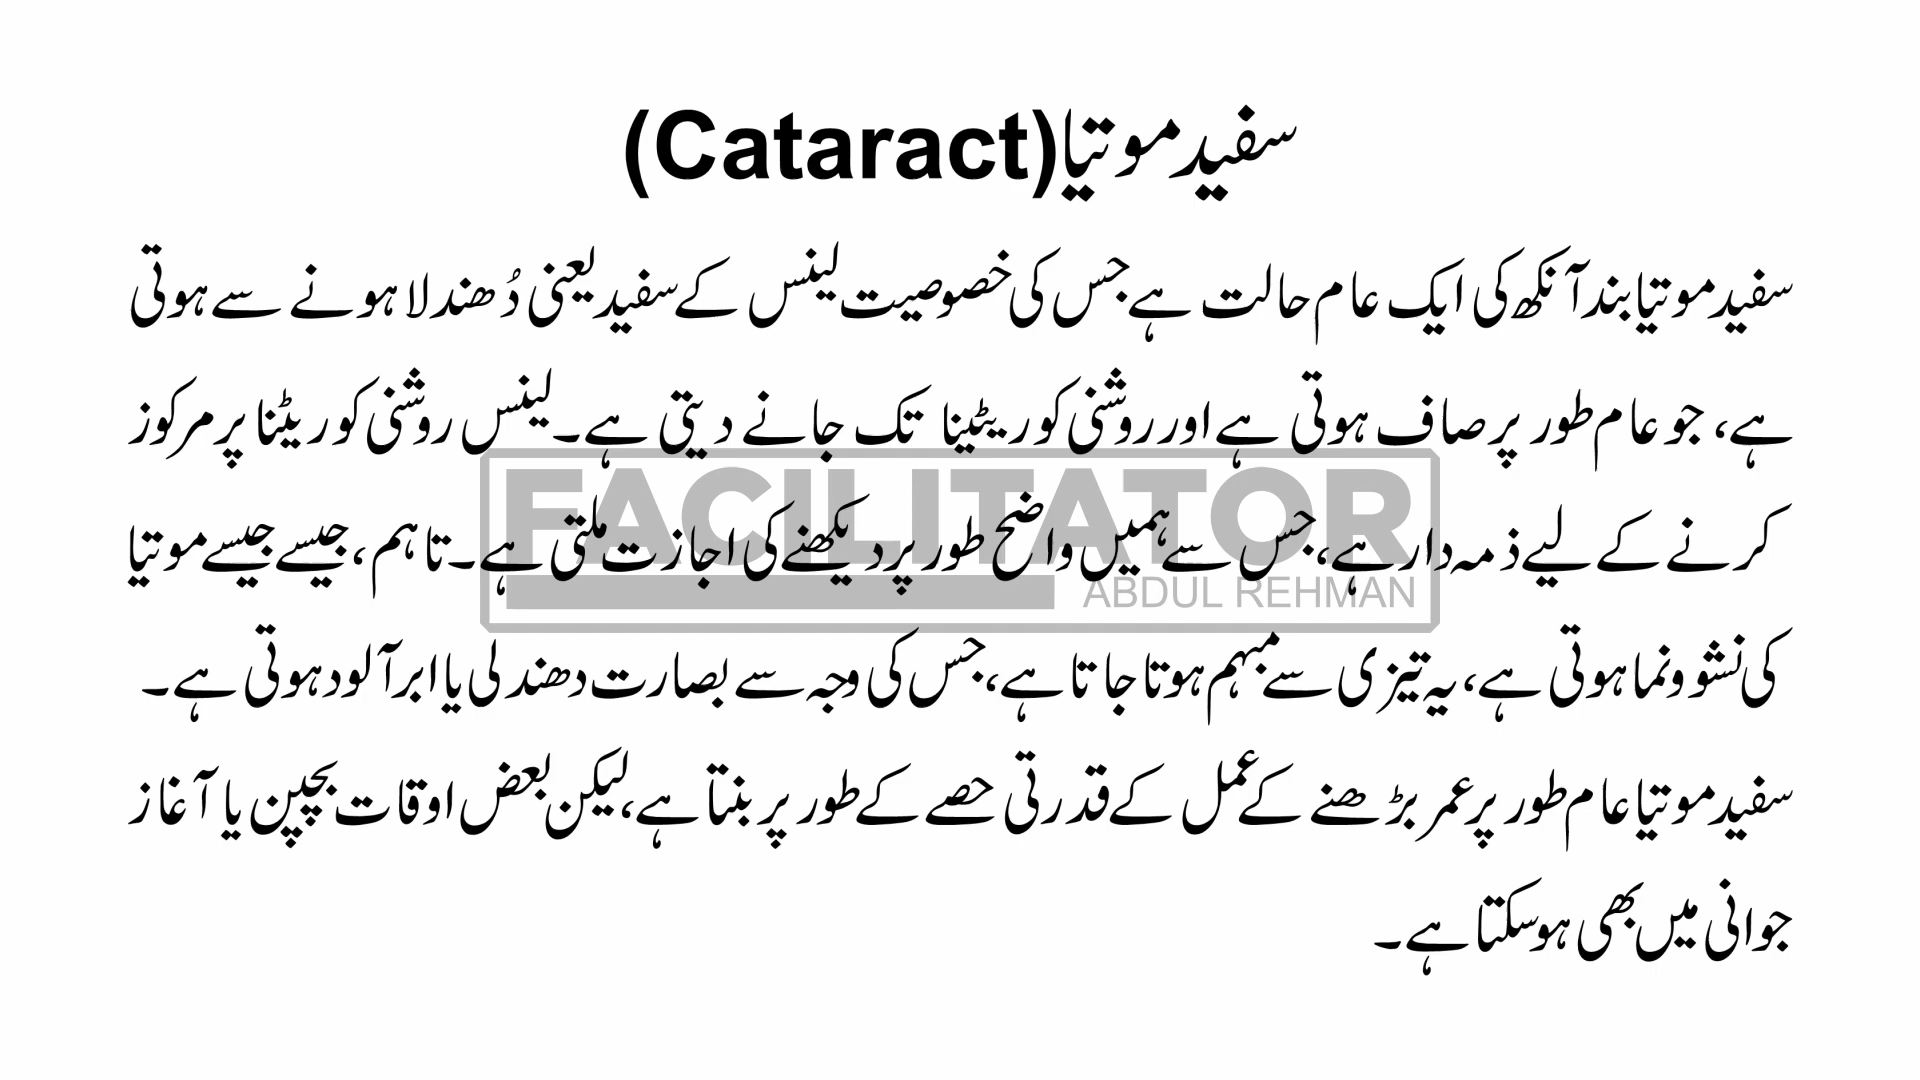 سفید موتیا(Cataract)
سفید موتیا بند آنکھ کی ایک عام حالت ہے جس کی خصوصیت لینس کے سفید یعنی دُھندلا ہونے سے ہوتی
ہے، جو عام طور پر صاف ہوتی ہے اور روشنی کو ریٹینا تک جانے دیتی ہے۔ لینس روشنی کو ریٹنا پر مرکوز
کرنے کے لیے ذمہ دار ہے، جس سے ہمیں واضح طور پر دیکھنے کی اجازت ملتی ہے۔ تاہم، جیسے جیسے موتیا
FACILITATOR
ABDUL REHMAN
کی نشوونما ہوتی ہے، یہ تیزی سے مبہم ہوتا جاتا ہے، جس کی وجہ سے بصارت دھندلی یا ابر آلود ہوتی ہے۔
سفید موتیا عام طور پر عمر بڑھنے کے عمل کے قدرتی حصے کے طور پر بنتا ہے، لیکن بعض اوقات بچپن یا آغاز
جوانی میں بھی ہو سکتا ہے۔